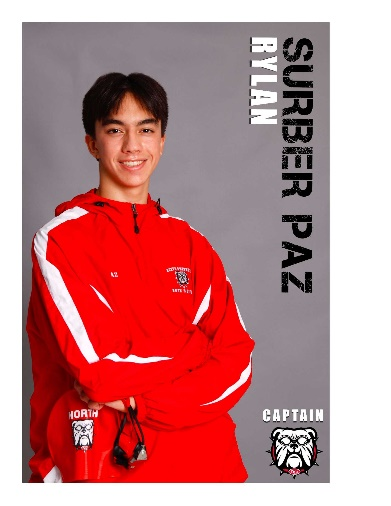 RYLAN
SURBER PAZ
NORTH
CAPTAIN